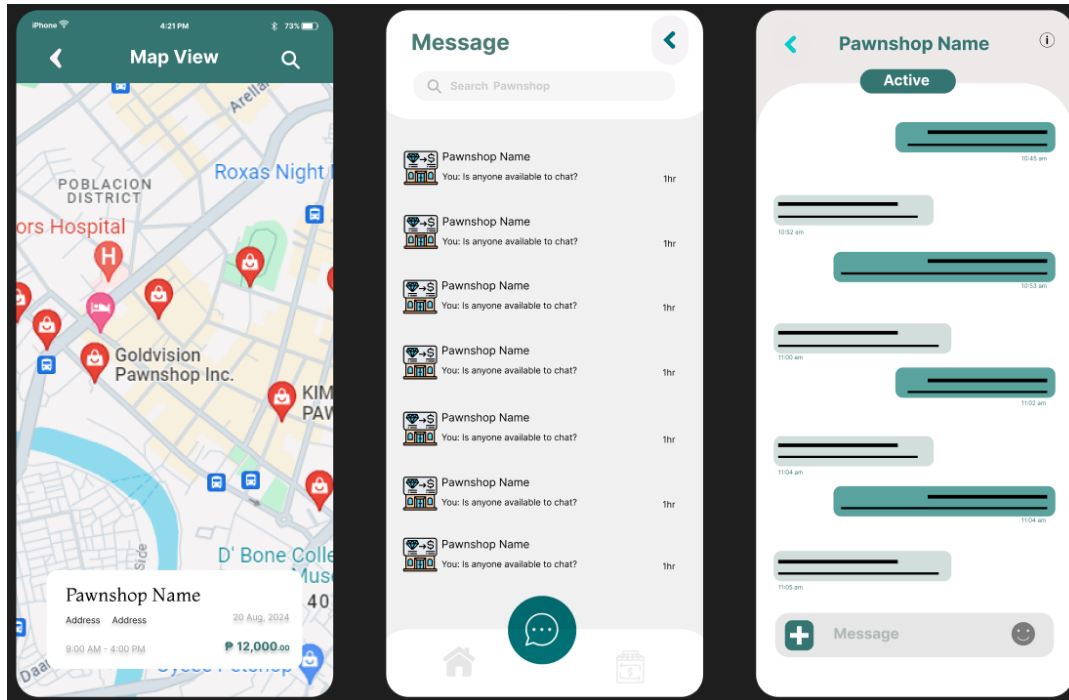 iPhone
4:21 PM
73%
Map View
Arella
Roxas Night
POBLACION
DISTRICT
ors Hospital
H
Goldvision
Pawnshop Inc.
KIM
PAW
Side
D' Bone Colle
Muse
40
Pawnshop Name
Address Address
20 Aug, 2024
8:00 AM - 4:00 PM
₱ 12,000.00
Daa
Message
Search Pawnshop
Pawnshop Name
You: Is anyone available to chat?
1hr
Pawnshop Name
You: Is anyone available to chat?
1hr
Pawnshop Name
You: Is anyone available to chat?
1hr
Pawnshop Name
You: Is anyone available to chat?
1hr
Pawnshop Name
You: Is anyone available to chat?
1hr
Pawnshop Name
You: Is anyone available to chat?
1hr
Pawnshop Name
You: Is anyone available to chat?
1hr
Pawnshop Name
Active
10:45 am
10:52 am
10:53 am
11:00 am
11:02 am
11:04 am
11:04 am
11:05 am
Message